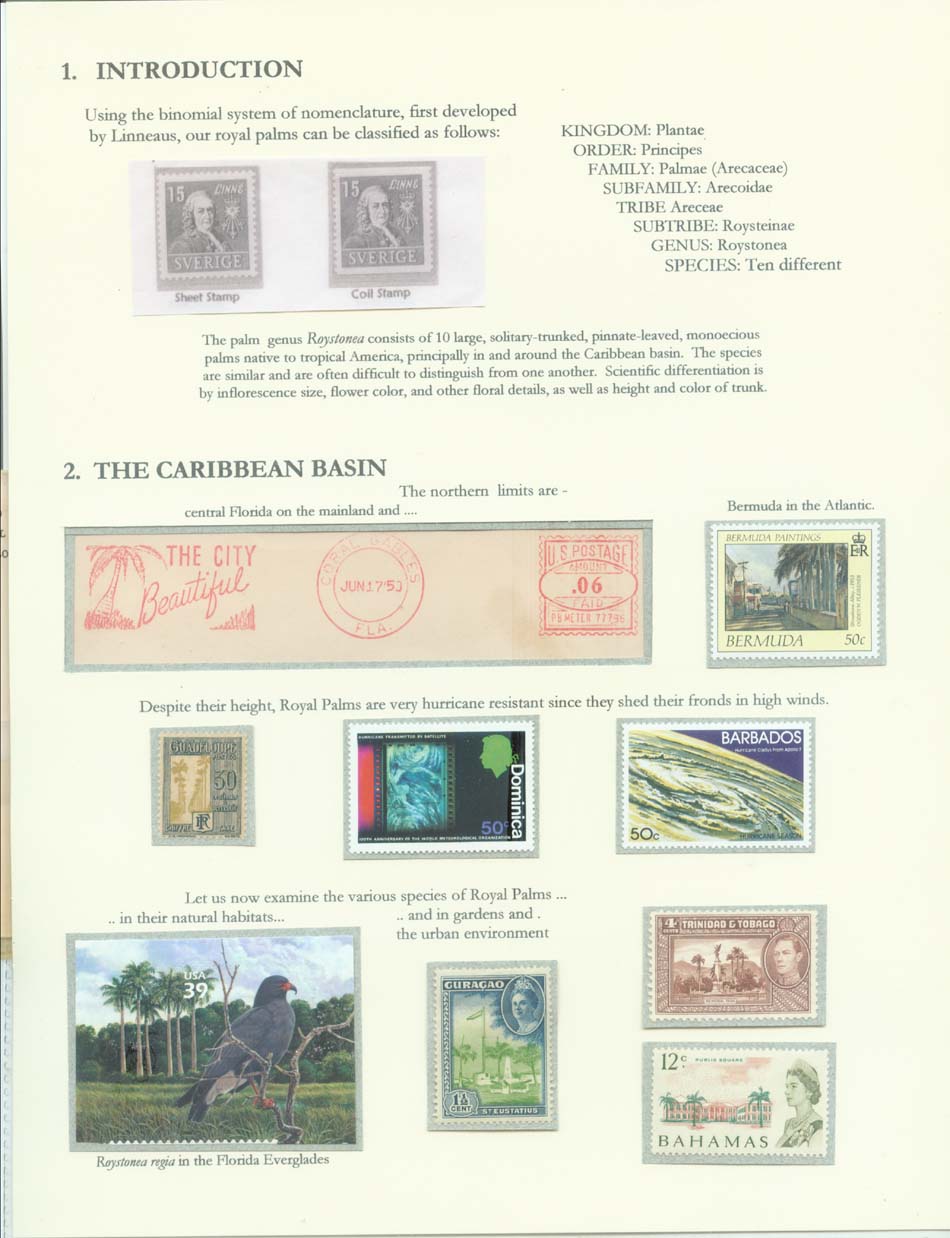 1. INTRODUCTION
Using the binomial system of nomenclature, first developed
by Linneaus, our royal palms can be classified as follows:
KINGDOM: Plantae
ORDER: Principes
FAMILY: Palmae (Arecaceae)
SUBFAMILY: Arecoidae
TRIBE Areceae
SUBTRIBE: Roysteinae
GENUS: Roystonea
SPECIES: Ten different
15 LINNÉ
SVERIGE
Sheet Stamp
15 LINNÉ
SVERIGE
Coil Stamp
The palm genus Roystonea consists of 10 large, solitary-trunked, pinnate-leaved, monoecious
palms native to tropical America, principally in and around the Caribbean basin. The species
are similar and are often difficult to distinguish from one another. Scientific differentiation is
by inflorescence size, flower color, and other floral details, as well as height and color of trunk.
2. THE CARIBBEAN BASIN
The northern limits are -
central Florida on the mainland and ....
Bermuda in the Atlantic.
THE CITY
Beautiful
CORAL GABLES
JUN17'50
FLA.
U.S.POSTAGE
AMOUNT
.06
PAID
PB METER
BERMUDA PAINTINGS
E R
BERMUDA 50c
Despite their height, Royal Palms are very hurricane resistant since they shed their fronds in high winds.
GUADELOUPE
30
RF
HURRICANE TRANSMITTED BY SATELLITE
Dominica
50c
100TH ANNIVERSARY OF THE WORLD METEOROLOGICAL ORGANIZATION
BARBADOS
Hurricane Gladys from Apollo 7
50c
HURRICANE SEASON
Let us now examine the various species of Royal Palms ...
.. in their natural habitats...
.. and in gardens and .
the urban environment
USA
39
Roystonea regia in the Florida Everglades
CURAÇAO
1½
CENT
ST EUSTATIUS
4
CENTS
TRINIDAD & TOBAGO
12c
PUBLIC SQUARE
BAHAMAS